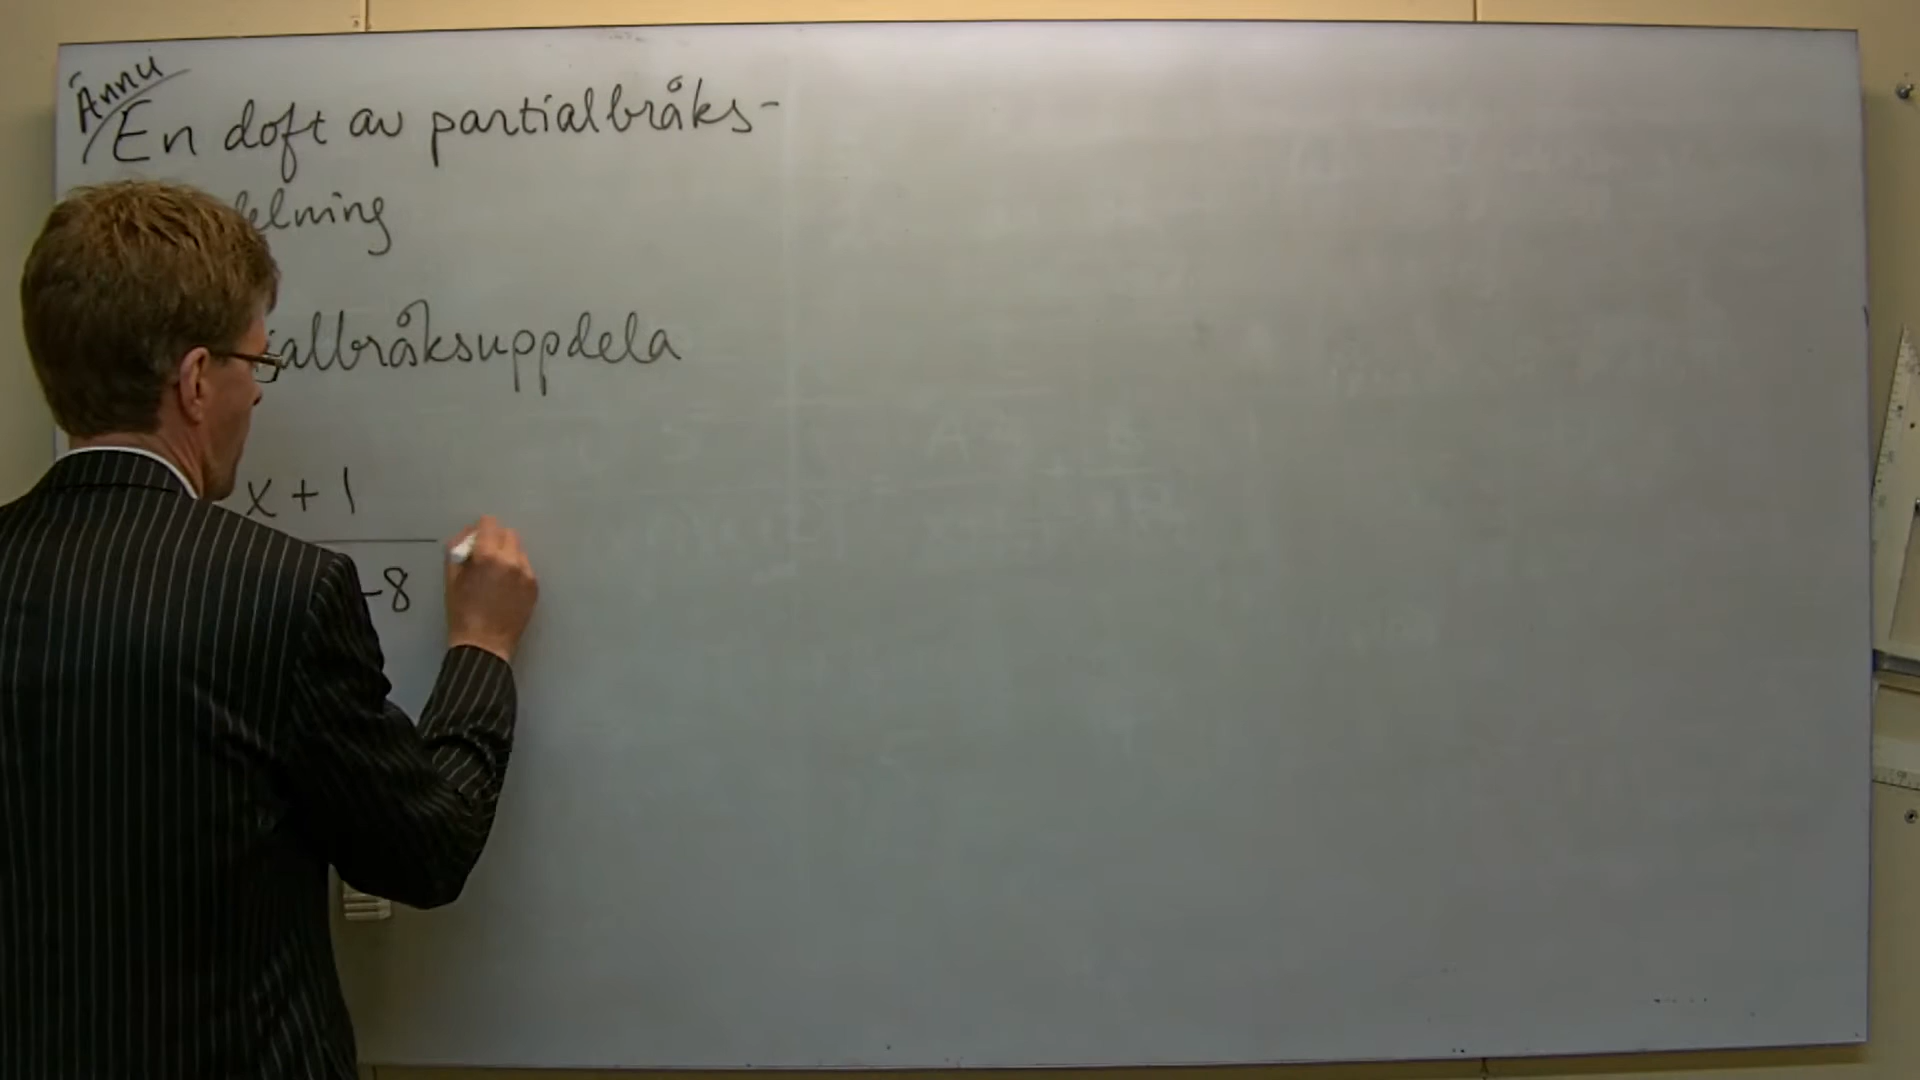 Ännu
En doft av partialbråks-
delning
ialbråksuppdela
x + 1
-8